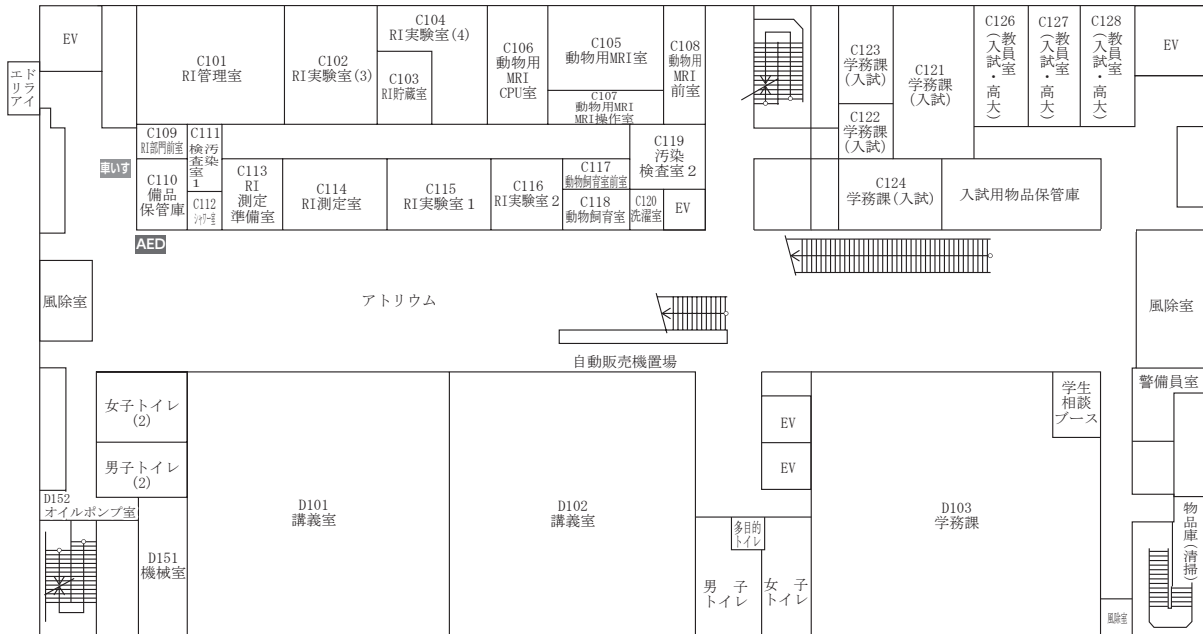 EV
C101
RI管理室
C102
RI実験室(3)
C104
RI実験室(4)
C103
RI貯蔵室
C106
動物用
MRI
CPU室
C105
動物用MRI室
C107
動物用MRI
MRI操作室
C108
動物用
MRI
前室
C123
学務課
(入試)
C122
学務課
(入試)
C121
学務課
(入試)
C126
教員室
(入試・高大)
C127
教員室
(入試・高大)
C128
教員室
(入試・高大)
EV
ドライ
エリア
C109
RI部門前室
C111
汚染
検査室
1
C119
汚染
検査室2
車いす
C110
備品
保管庫
C112
シャワー室
C113
RI
測定
準備室
C114
RI測定室
C115
RI実験室1
C116
RI実験室2
C117
動物飼育室前室
C118
動物飼育室
C120
洗濯室
EV
C124
学務課(入試)
入試用物品保管庫
AED
風除室
アトリウム
風除室
自動販売機置場
女子トイレ
(2)
男子トイレ
(2)
EV
EV
学生
相談
ブース
警備員室
D152
オイルポンプ室
D151
機械室
D101
講義室
D102
講義室
D103
学務課
多目的
トイレ
男 子
トイレ
女 子
トイレ
物品庫(清掃)
風除室